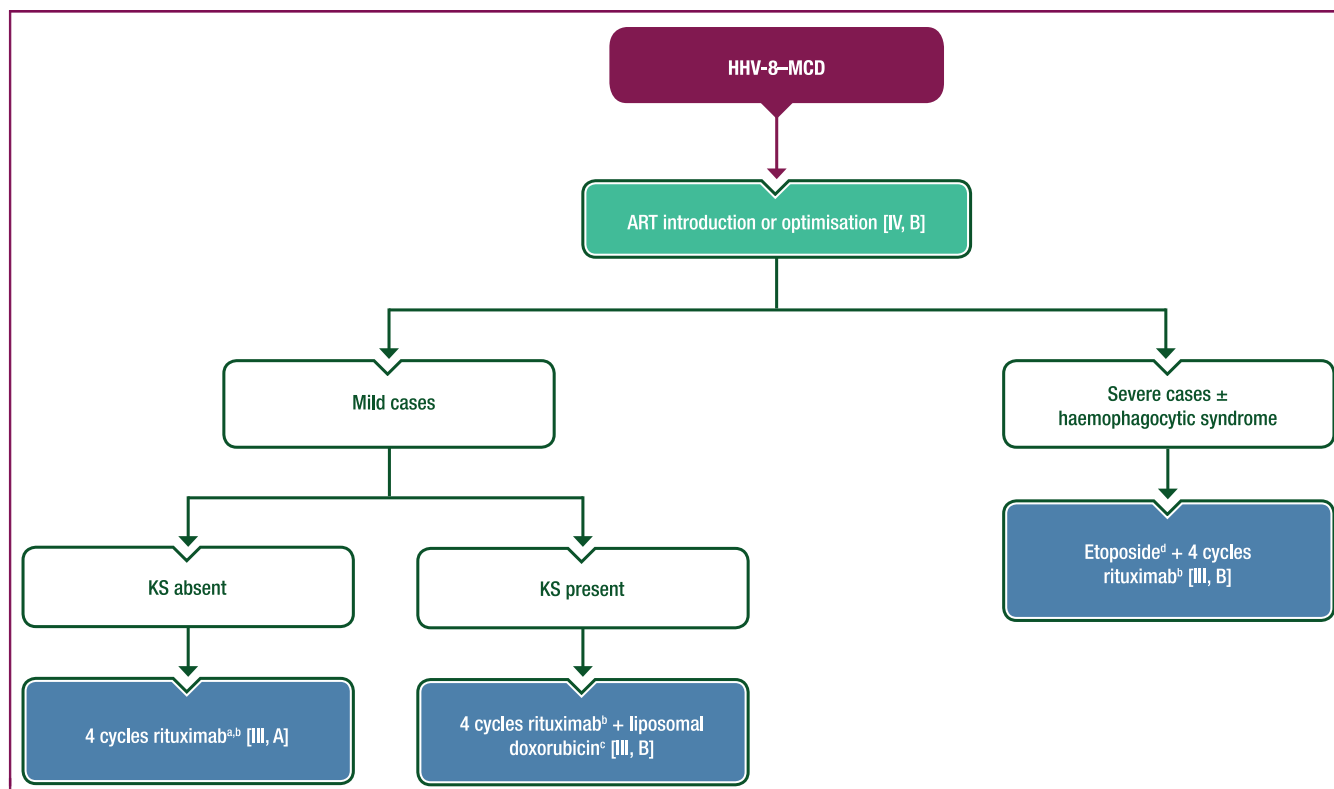 HHV-8–MCD
ART introduction or optimisation [IV, B]
Mild cases
Severe cases ±
haemophagocytic syndrome
Etoposideᵈ + 4 cycles
rituximabᵇ [III, B]
KS absent
KS present
4 cycles rituximabᵃ,ᵇ [III, A]
4 cycles rituximabᵇ + liposomal
doxorubicinᶜ [III, B]